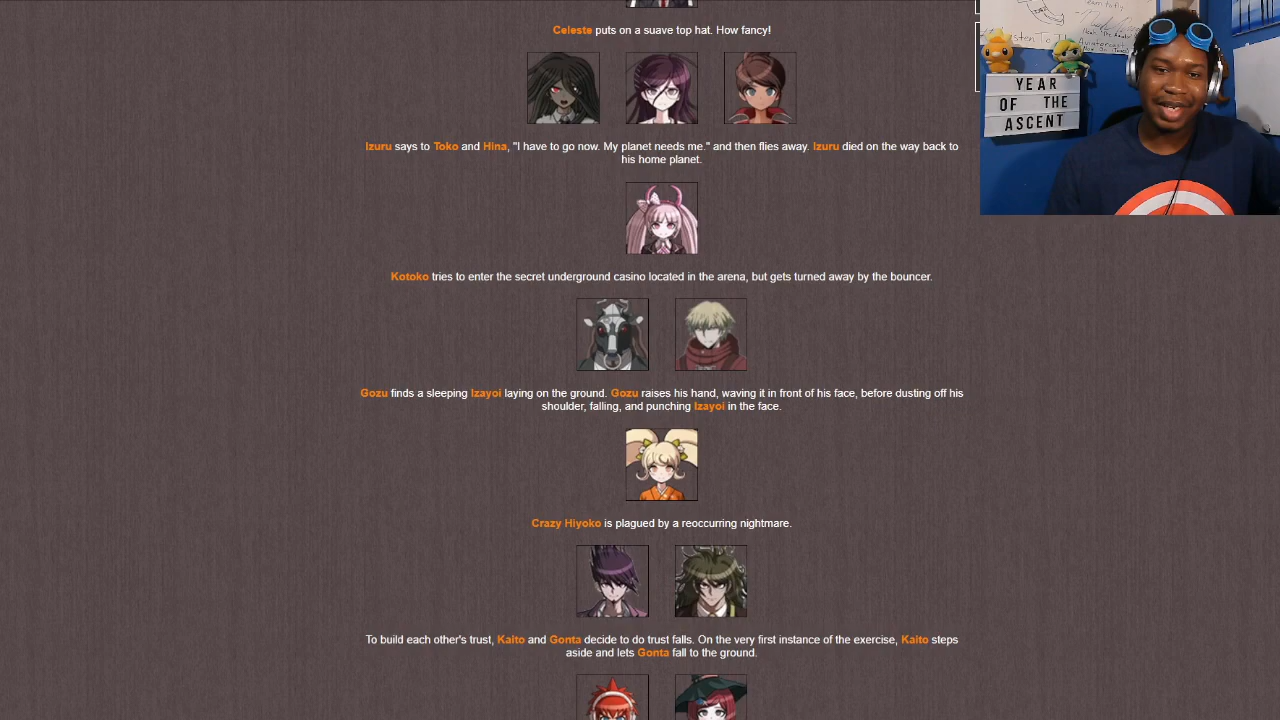 Celeste puts on a suave top hat. How fancy!
Izuru says to Toko and Hina, "I have to go now. My planet needs me." and then flies away. Izuru died on the way back to
his home planet.
Kotoko tries to enter the secret underground casino located in the arena, but gets turned away by the bouncer.
Gozu finds a sleeping Izayoi laying on the ground. Gozu raises his hand, waving it in front of his face, before dusting off his
shoulder, falling, and punching Izayoi in the face.
Crazy Hiyoko is plagued by a reoccurring nightmare.
To build each other's trust, Kaito and Gonta decide to do trust falls. On the very first instance of the exercise, Kaito steps
aside and lets Gonta fall to the ground.
YEAR
OF THE
ASCENT